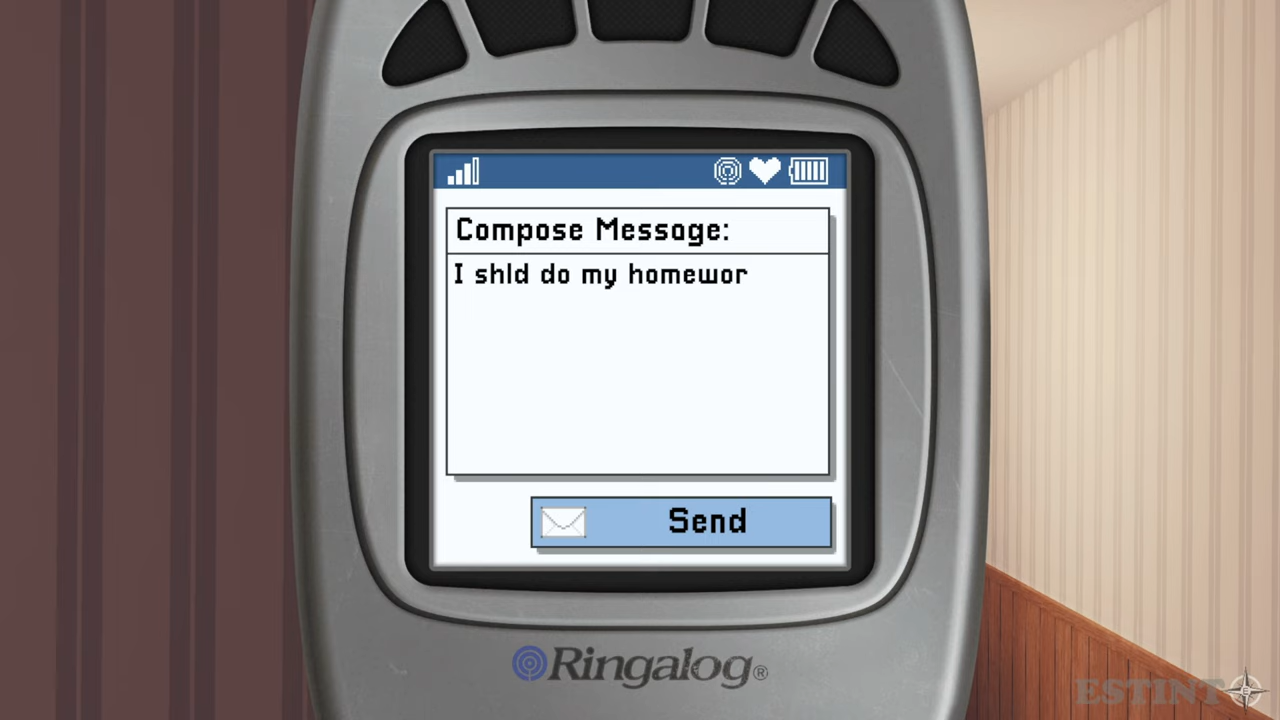 Compose Message:
I shld do my homewor
Send
Ringalog®
ESTINT